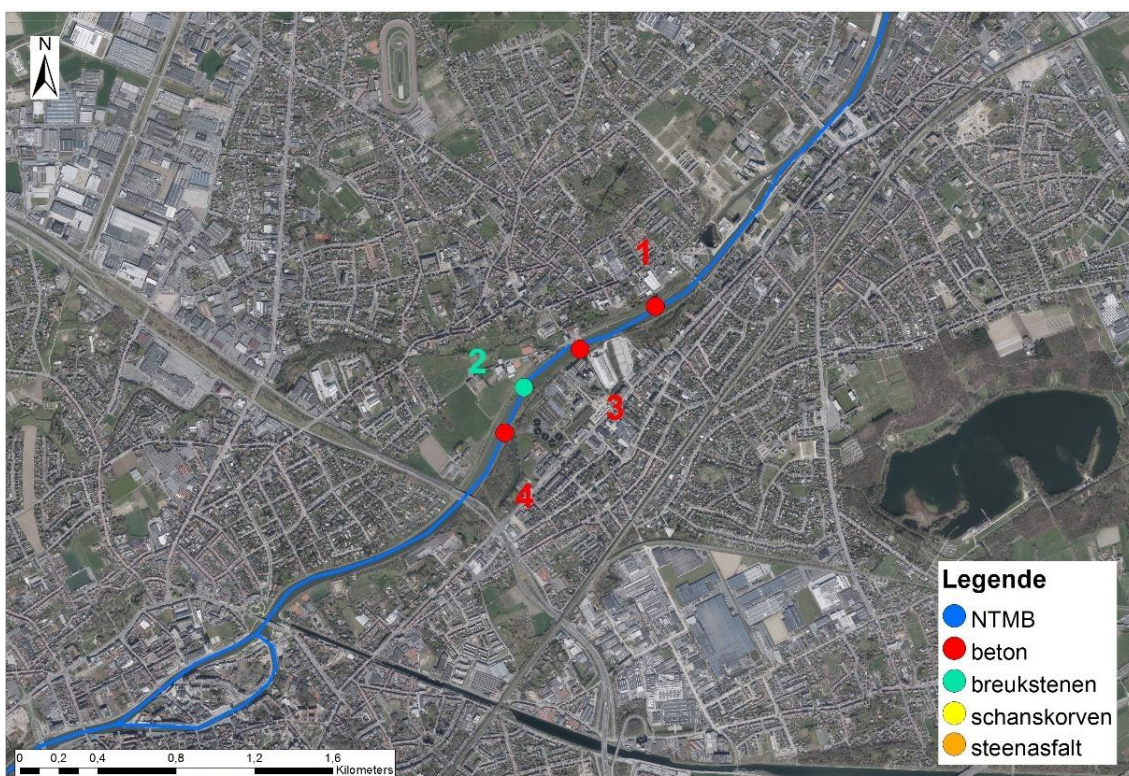 N
1
2
3
4
Legende
NTMB
beton
breukstenen
schanskorven
steenasfalt
0 0,2 0,4 0,8 1,2 1,6
Kilometers